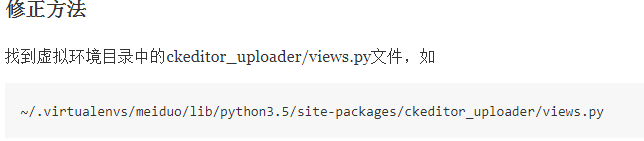 修正方法
找到虚拟环境目录中的ckeditor_uploader/views.py文件，如
~/.virtualenvs/meiduo/lib/python3.5/site-packages/ckeditor_uploader/views.py